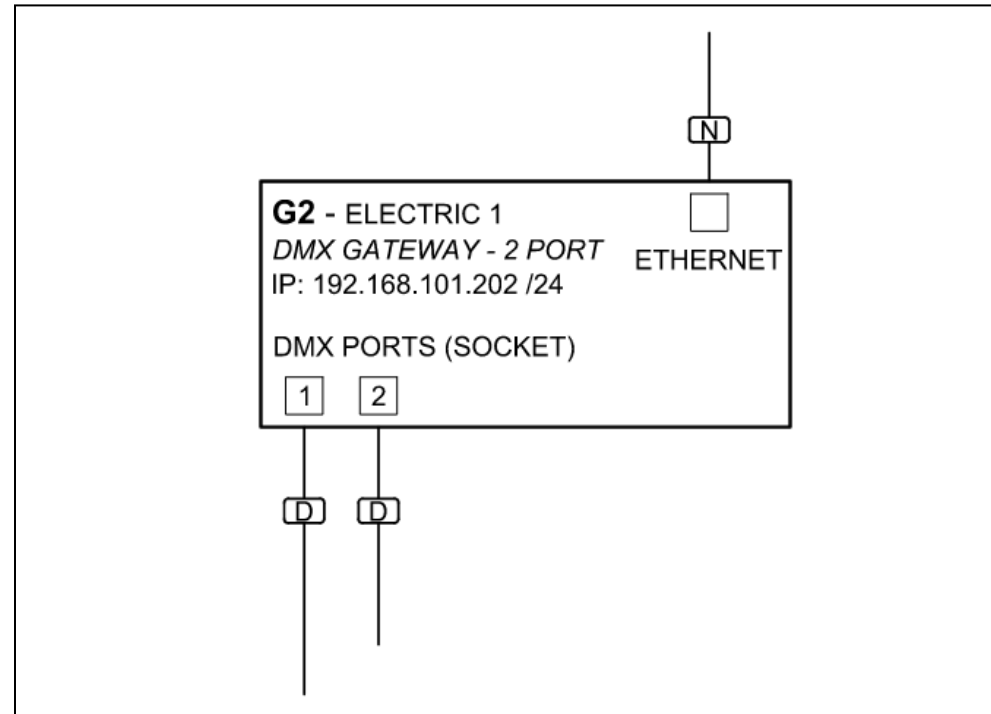 N
G2 - ELECTRIC 1
DMX GATEWAY - 2 PORT
ETHERNET
IP: 192.168.101.202 /24
DMX PORTS (SOCKET)
1 2
D D